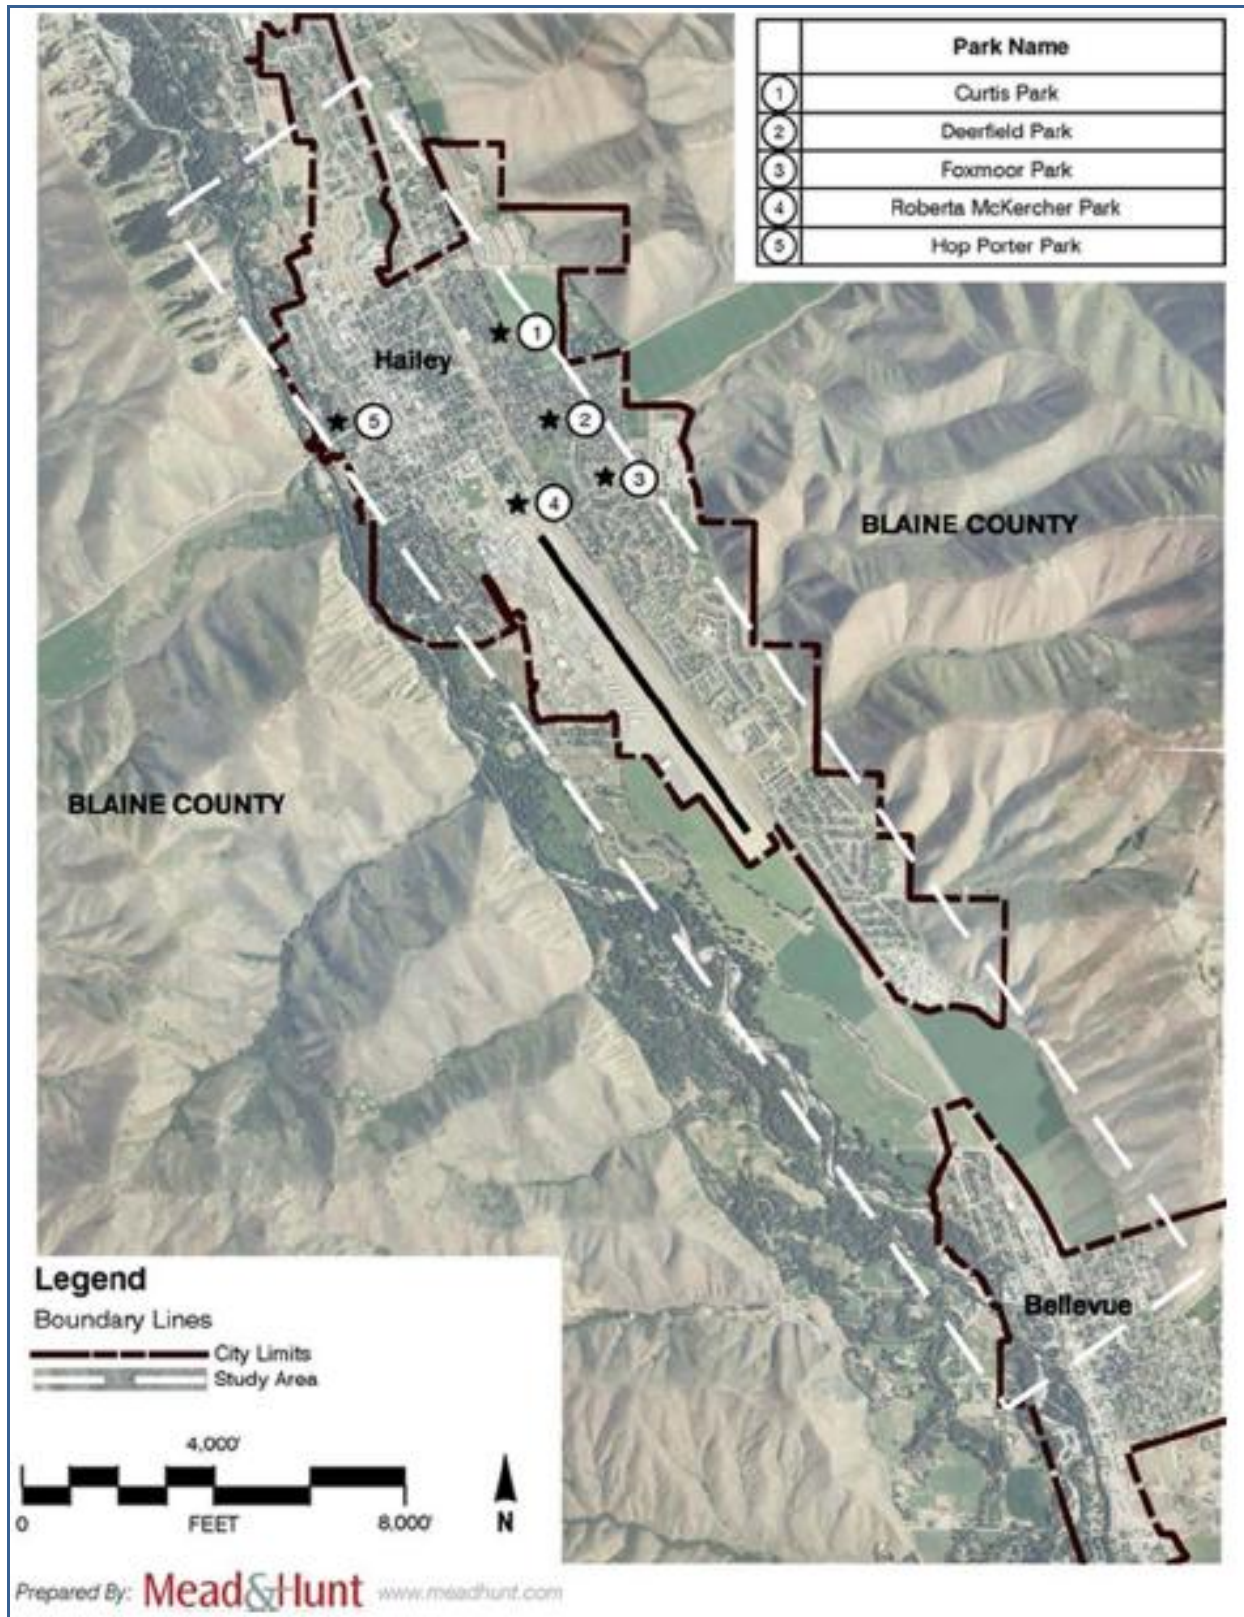 Park Name
1 Curtis Park
2 Deerfield Park
3 Foxmoor Park
4 Roberta McKercher Park
5 Hop Porter Park
1
Hailey
2
5
3
4
BLAINE COUNTY
BLAINE COUNTY
Bellevue
Legend
Boundary Lines
City Limits
Study Area
4,000'
0 FEET 8,000'
N
Prepared By: Mead&Hunt www.meadhunt.com